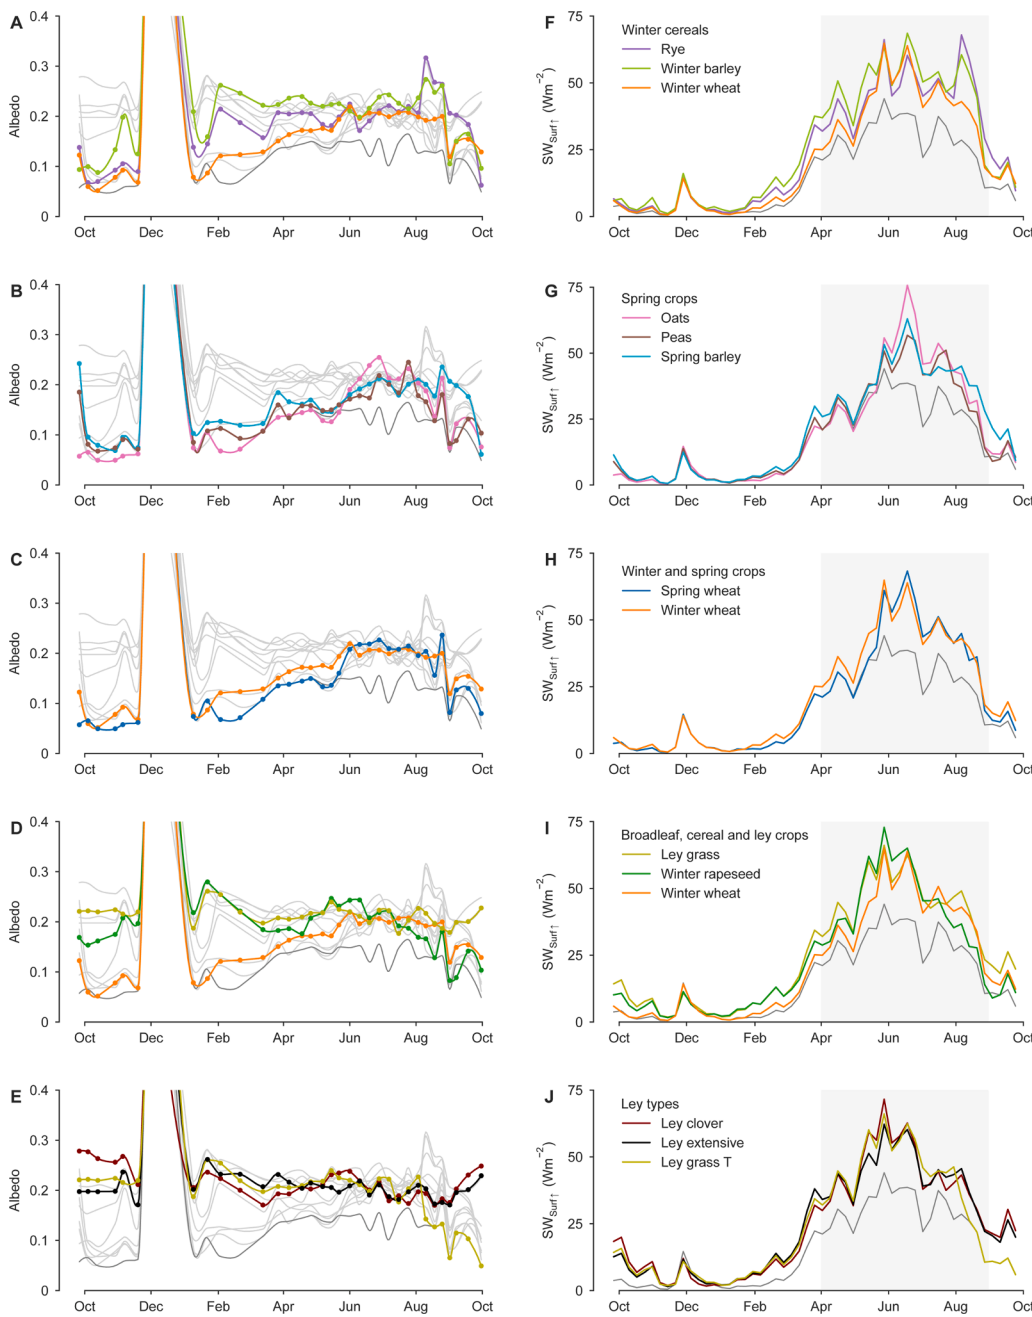 A
0.4
0.3
0.2
0.1
0
Albedo
Oct Dec Feb Apr Jun Aug Oct
F
75
50
25
0
SW_Surf↑ (Wm⁻²)
Winter cereals
Rye
Winter barley
Winter wheat
Oct Dec Feb Apr Jun Aug Oct
B
0.4
0.3
0.2
0.1
0
Albedo
Oct Dec Feb Apr Jun Aug Oct
G
75
50
25
0
SW_Surf↑ (Wm⁻²)
Spring crops
Oats
Peas
Spring barley
Oct Dec Feb Apr Jun Aug Oct
C
0.4
0.3
0.2
0.1
0
Albedo
Oct Dec Feb Apr Jun Aug Oct
H
75
50
25
0
SW_Surf↑ (Wm⁻²)
Winter and spring crops
Spring wheat
Winter wheat
Oct Dec Feb Apr Jun Aug Oct
D
0.4
0.3
0.2
0.1
0
Albedo
Oct Dec Feb Apr Jun Aug Oct
I
75
50
25
0
SW_Surf↑ (Wm⁻²)
Broadleaf, cereal and ley crops
Ley grass
Winter rapeseed
Winter wheat
Oct Dec Feb Apr Jun Aug Oct
E
0.4
0.3
0.2
0.1
0
Albedo
Oct Dec Feb Apr Jun Aug Oct
J
75
50
25
0
SW_Surf↑ (Wm⁻²)
Ley types
Ley clover
Ley extensive
Ley grass T
Oct Dec Feb Apr Jun Aug Oct